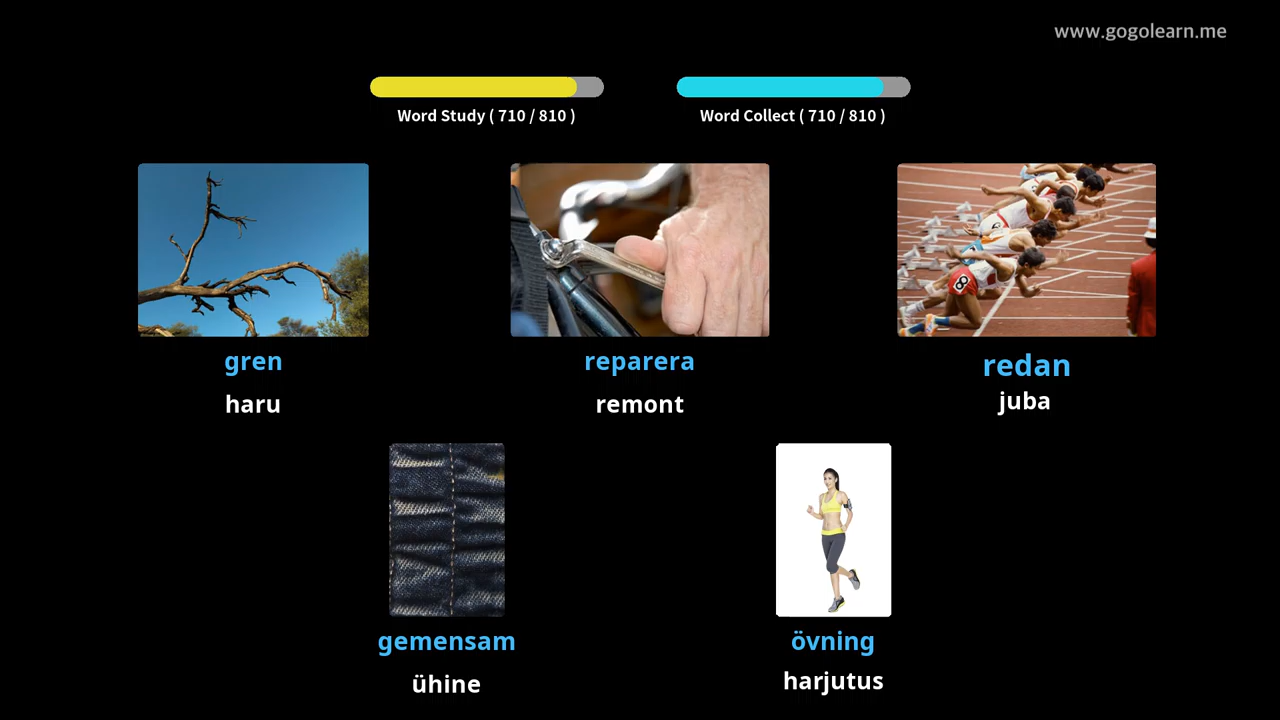 www.gogolearn.me
Word Study ( 710 / 810 )
Word Collect ( 710 / 810 )
gren
haru
reparera
remont
redan
juba
gemensam
ühine
övning
harjutus